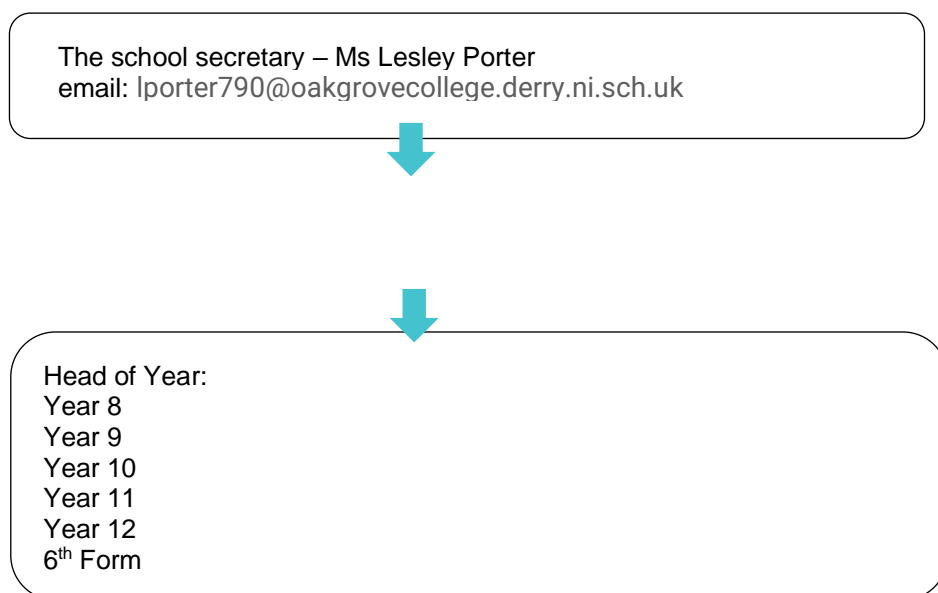 The school secretary – Ms Lesley Porter
email: lporter790@oakgrovecollege.derry.ni.sch.uk
Head of Year:
Year 8
Year 9
Year 10
Year 11
Year 12
6th Form